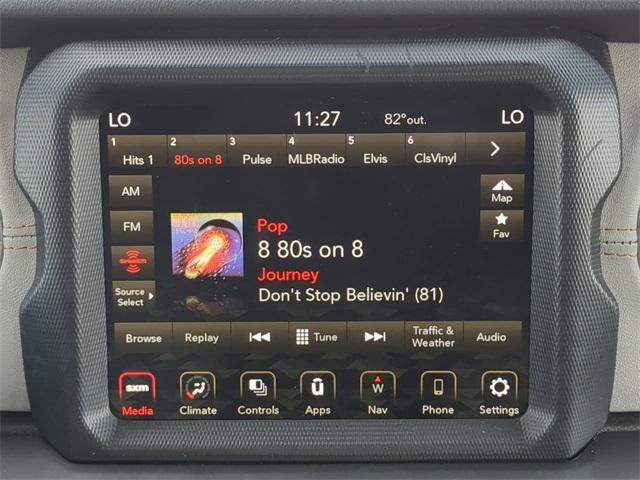 LO 11:27 82°out. LO
1 2 3 4 5 6
Hits 1 80s on 8 Pulse MLBRadio Elvis ClsVinyl
AM
Map
FM
Fav
Pop
8 80s on 8
Journey
Don't Stop Believin' (81)
SiriusXM
Source
Select
Browse Replay Tune Traffic &
Weather Audio
sxm
W
Media Climate Controls Apps Nav Phone Settings